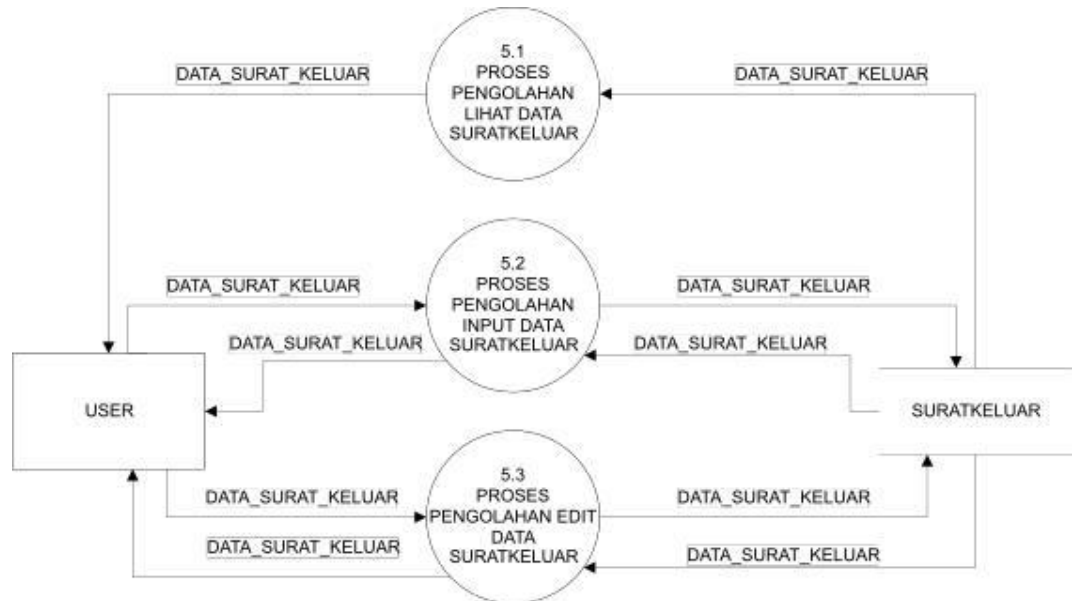 5.1
PROSES
PENGOLAHAN
LIHAT DATA
SURATKELUAR
DATA_SURAT_KELUAR
DATA_SURAT_KELUAR
5.2
PROSES
PENGOLAHAN
INPUT DATA
SURATKELUAR
DATA_SURAT_KELUAR
DATA_SURAT_KELUAR
DATA_SURAT_KELUAR
DATA_SURAT_KELUAR
USER
SURATKELUAR
5.3
PROSES
PENGOLAHAN EDIT
DATA
SURATKELUAR
DATA_SURAT_KELUAR
DATA_SURAT_KELUAR
DATA_SURAT_KELUAR
DATA_SURAT_KELUAR